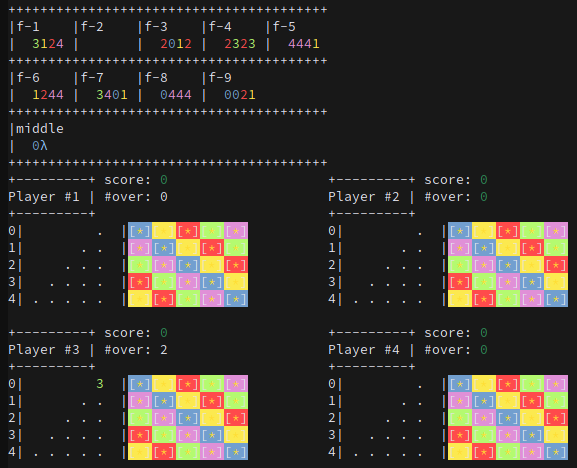 +++++++++++++++++++++++++++++++++++++++++
|f-1    |f-2    |f-3    |f-4    |f-5
|  3124 |       |  2012 |  2323 |  4441
+++++++++++++++++++++++++++++++++++++++++
|f-6    |f-7    |f-8    |f-9
|  1244 |  3401 |  0444 |  0021
+++++++++++++++++++++++++++++++++++++++++
|middle
|  0λ
+++++++++++++++++++++++++++++++++++++++++
+---------+ score: 0                     +---------+ score: 0
Player #1 | #over: 0                     Player #2 | #over: 0
+---------+                              +---------+
0|         .  |[*][*][*][*][*]           0|         .  |[*][*][*][*][*]
1|       . .  |[*][*][*][*][*]           1|       . .  |[*][*][*][*][*]
2|     . . .  |[*][*][*][*][*]           2|     . . .  |[*][*][*][*][*]
3|   . . . .  |[*][*][*][*][*]           3|   . . . .  |[*][*][*][*][*]
4| . . . . .  |[*][*][*][*][*]           4| . . . . .  |[*][*][*][*][*]
+---------+ score: 0                     +---------+ score: 0
Player #3 | #over: 2                     Player #4 | #over: 0
+---------+                              +---------+
0|         3  |[*][*][*][*][*]           0|         .  |[*][*][*][*][*]
1|       . .  |[*][*][*][*][*]           1|       . .  |[*][*][*][*][*]
2|     . . .  |[*][*][*][*][*]           2|     . . .  |[*][*][*][*][*]
3|   . . . .  |[*][*][*][*][*]           3|   . . . .  |[*][*][*][*][*]
4| . . . . .  |[*][*][*][*][*]           4| . . . . .  |[*][*][*][*][*]